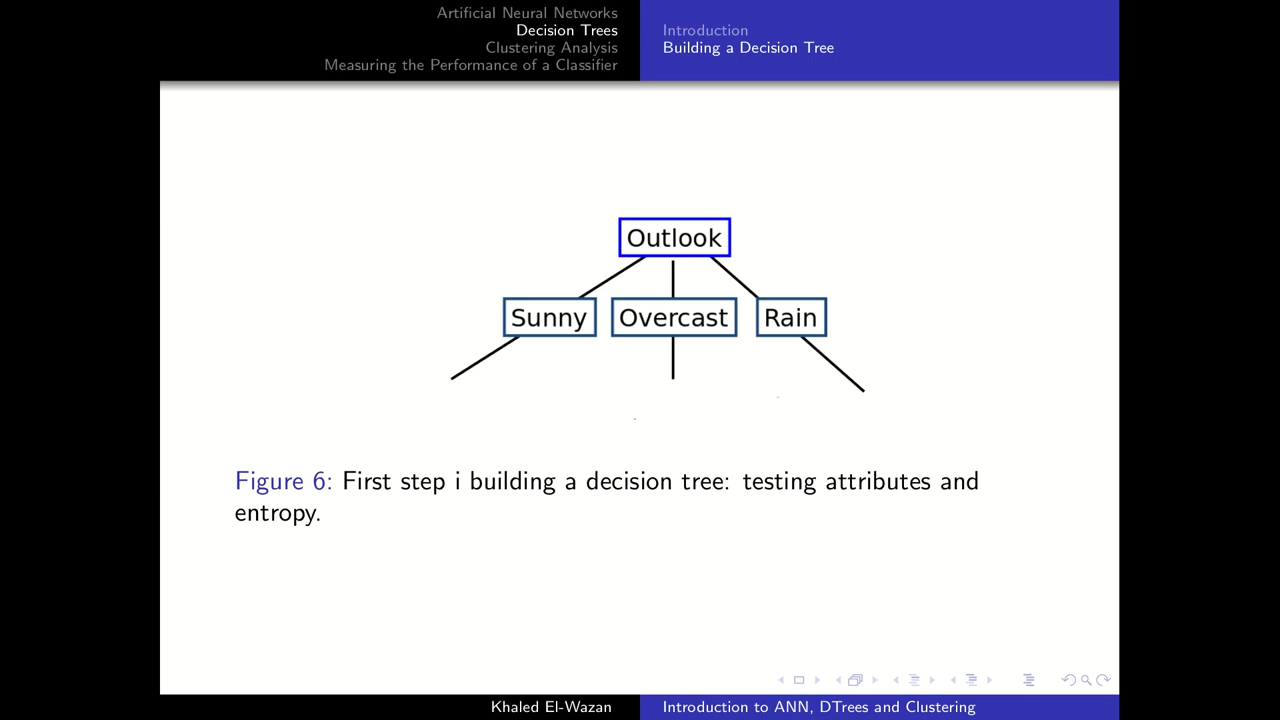 Artificial Neural Networks
Decision Trees
Clustering Analysis
Measuring the Performance of a Classifier
Introduction
Building a Decision Tree
Outlook
Sunny Overcast Rain
Figure 6: First step i building a decision tree: testing attributes and
entropy.
Khaled El-Wazan Introduction to ANN, DTrees and Clustering